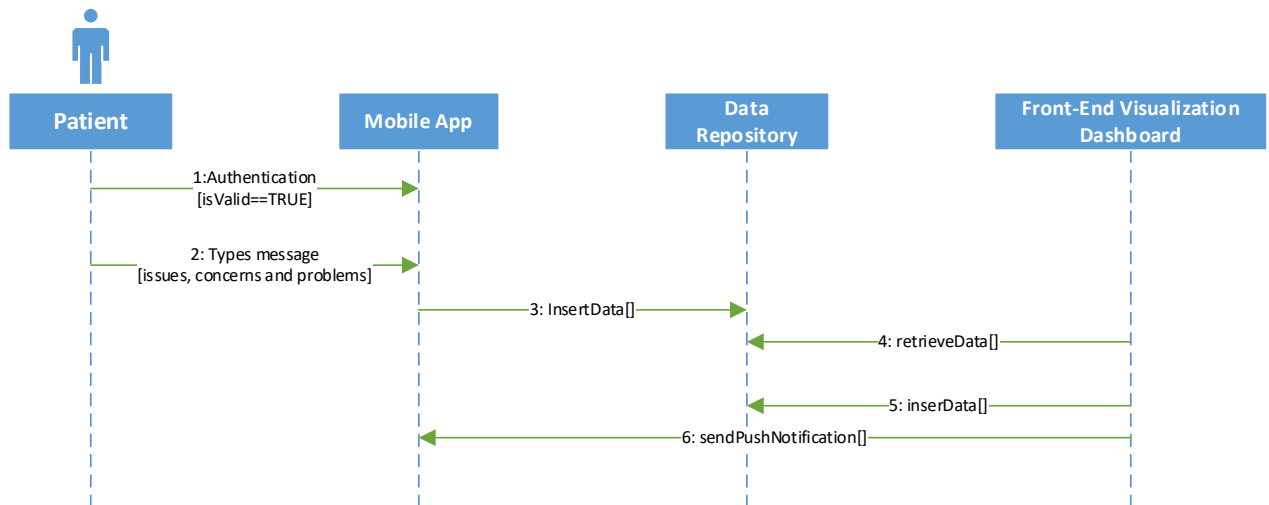 Patient
Mobile App
Data
Repository
Front-End Visualization
Dashboard
1:Authentication
[isValid==TRUE]
2: Types message
[issues, concerns and problems]
3: InsertData[]
4: retrieveData[]
5: inserData[]
6: sendPushNotification[]